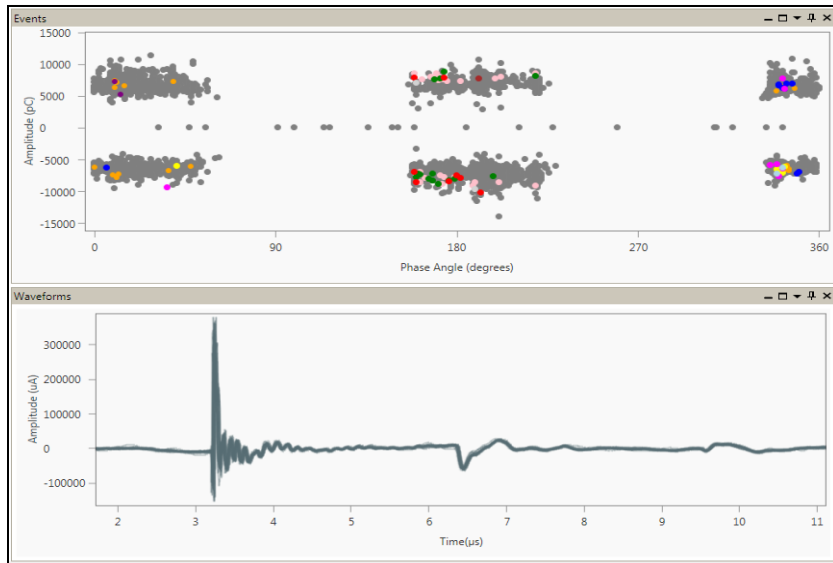 Events
15000
10000
5000
0
-5000
-10000
-15000
Amplitude (pC)
0 90 180 270 360
Phase Angle (degrees)
Waveforms
300000
200000
100000
0
-100000
Amplitude (uA)
2 3 4 5 6 7 8 9 10 11
Time(µs)